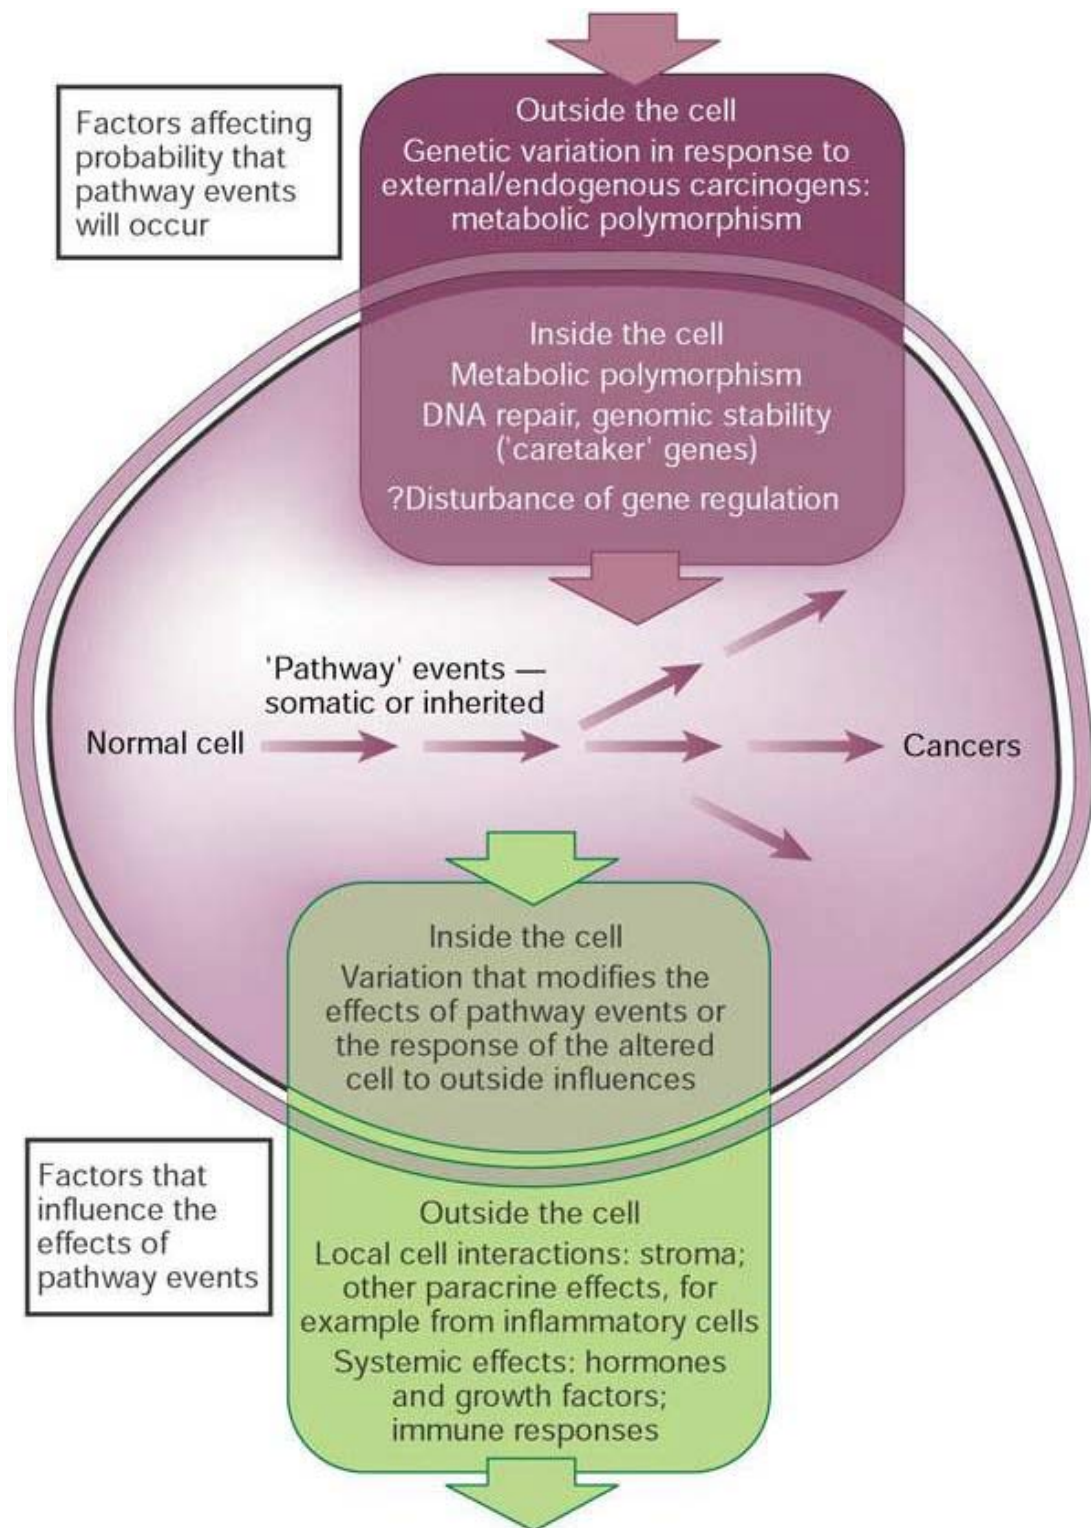 Factors affecting
probability that
pathway events
will occur
Outside the cell
Genetic variation in response to
external/endogenous carcinogens:
metabolic polymorphism
Inside the cell
Metabolic polymorphism
DNA repair, genomic stability
('caretaker' genes)
?Disturbance of gene regulation
'Pathway' events —
somatic or inherited
Normal cell
Cancers
Inside the cell
Variation that modifies the
effects of pathway events or
the response of the altered
cell to outside influences
Factors that
influence the
effects of
pathway events
Outside the cell
Local cell interactions: stroma;
other paracrine effects, for
example from inflammatory cells
Systemic effects: hormones
and growth factors;
immune responses